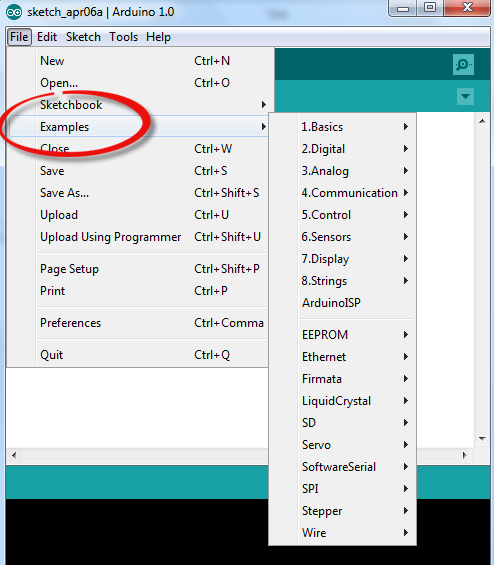 sketch_apr06a | Arduino 1.0
File Edit Sketch Tools Help
New Ctrl+N
Open... Ctrl+O
Sketchbook
Examples
Close Ctrl+W
Save Ctrl+S
Save As... Ctrl+Shift+S
Upload Ctrl+U
Upload Using Programmer Ctrl+Shift+U
Page Setup Ctrl+Shift+P
Print Ctrl+P
Preferences Ctrl+Comma
Quit Ctrl+Q
1.Basics
2.Digital
3.Analog
4.Communication
5.Control
6.Sensors
7.Display
8.Strings
ArduinoISP
EEPROM
Ethernet
Firmata
LiquidCrystal
SD
Servo
SoftwareSerial
SPI
Stepper
Wire